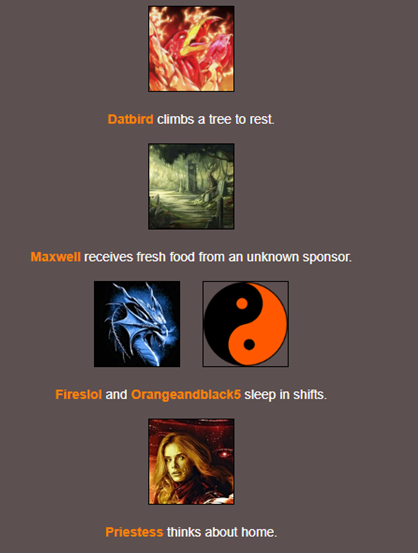 Datbird climbs a tree to rest.
Maxwell receives fresh food from an unknown sponsor.
Fireslol and Orangeandblack5 sleep in shifts.
Priestess thinks about home.